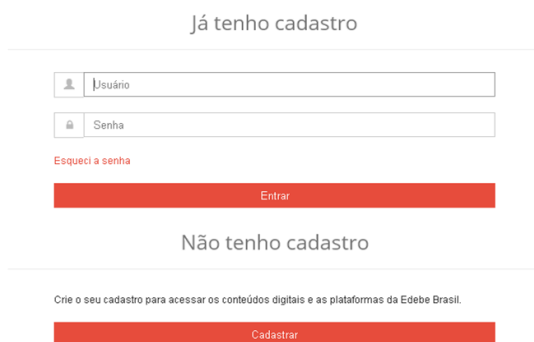 Já tenho cadastro
Usuário
Senha
Esqueci a senha
Entrar
Não tenho cadastro
Crie o seu cadastro para acessar os conteúdos digitais e as plataformas da Edebe Brasil.
Cadastrar